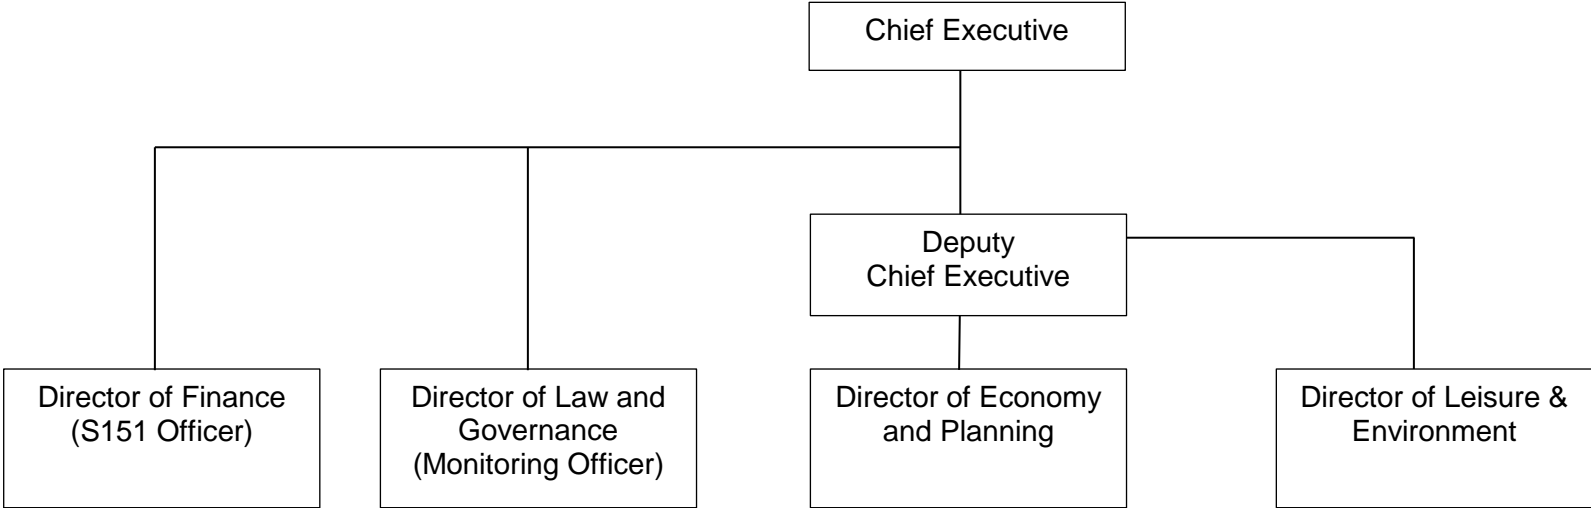 Chief Executive
Deputy
Chief Executive
Director of Finance
(S151 Officer)
Director of Law and
Governance
(Monitoring Officer)
Director of Economy
and Planning
Director of Leisure &
Environment